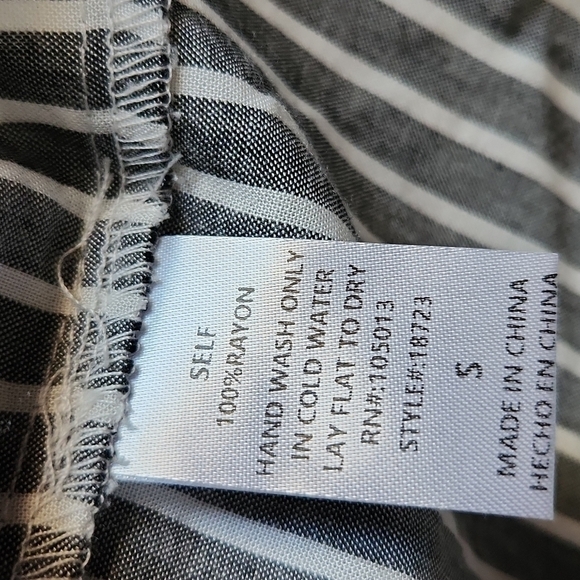 SELF
100%RAYON
HAND WASH ONLY
IN COLD WATER
LAY FLAT TO DRY
RN#:105013
STYLE#:18723
S
MADE IN CHINA
HECHO EN CHINA